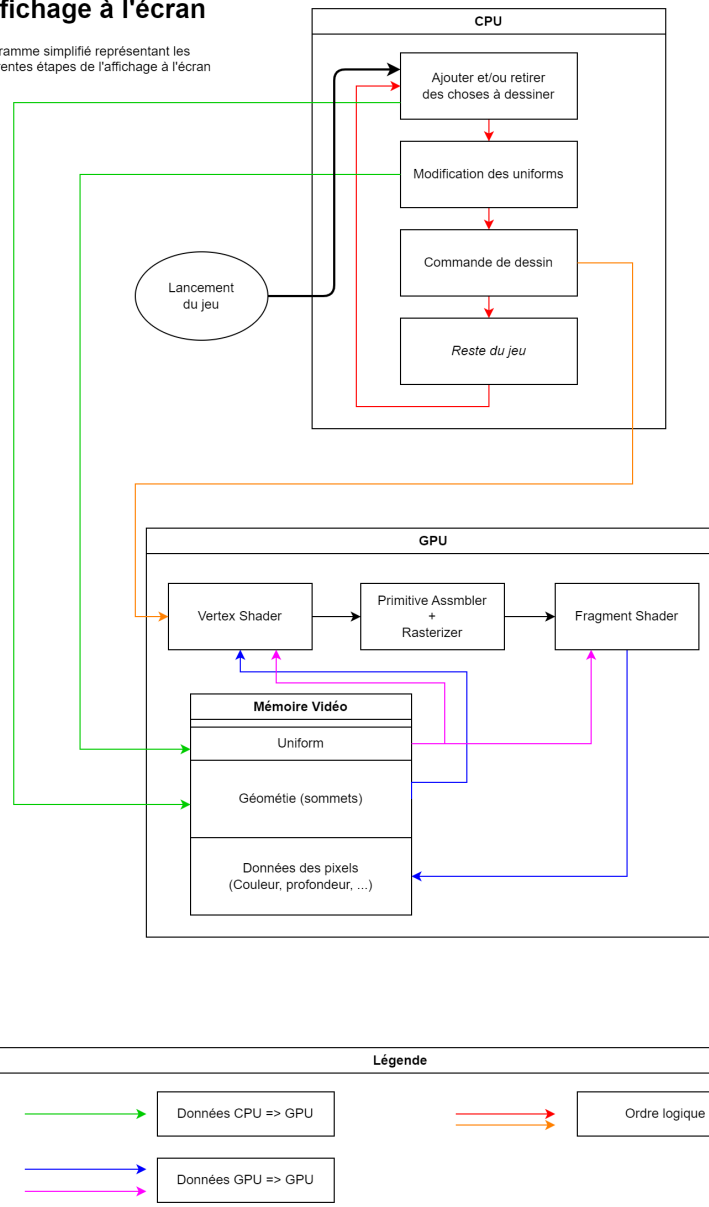 ffichage à l'écran
ramme simplifié représentant les
rentes étapes de l'affichage à l'écran
CPU
Ajouter et/ou retirer
des choses à dessiner
Modification des uniforms
Commande de dessin
Lancement
du jeu
Reste du jeu
GPU
Vertex Shader
Primitive Assmbler
+
Rasterizer
Fragment Shader
Mémoire Vidéo
Uniform
Géométie (sommets)
Données des pixels
(Couleur, profondeur, ...)
Légende
Données CPU => GPU
Ordre logique
Données GPU => GPU